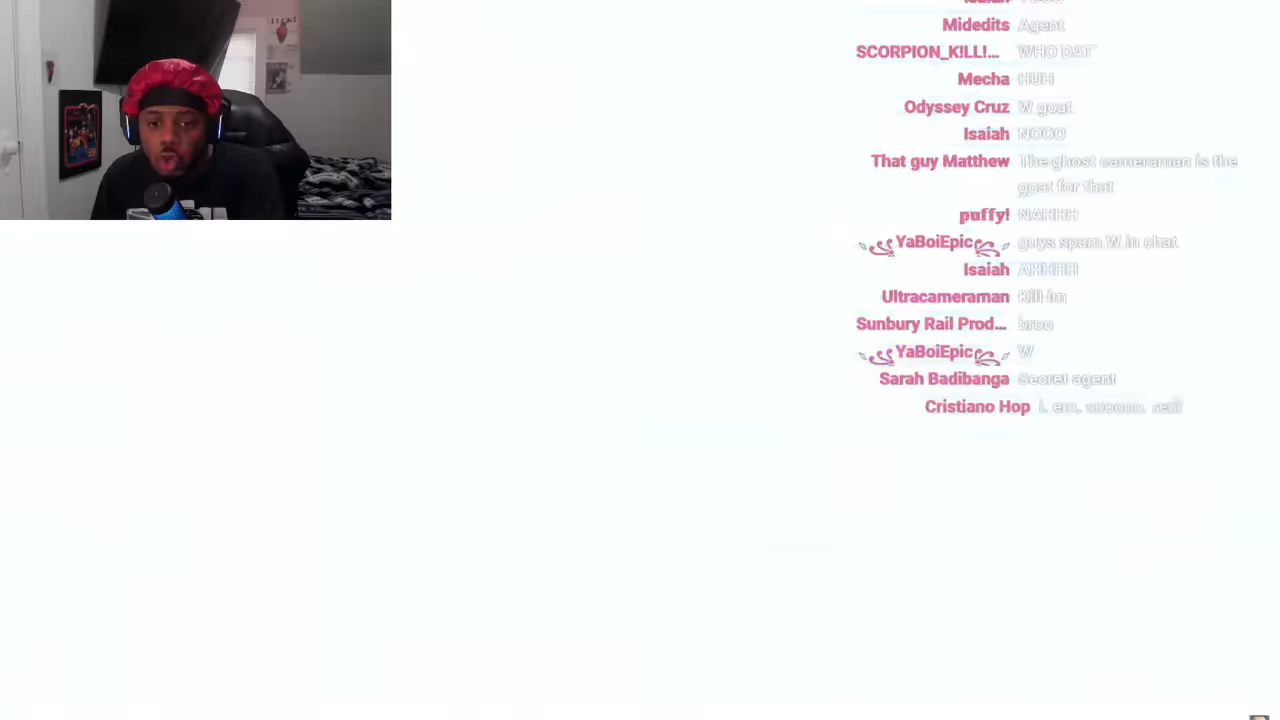 Isaiah
Midedits Agent
SCORPION_K!LL!... WHO DAT
Mecha HUH
Odyssey Cruz W goat
Isaiah NOOO
That guy Matthew The ghost cameraman is the
goat for that
puffy! NAHHH
YaBoiEpic guys spam W in chat
Isaiah AHHHH
Ultracameraman Kill im
Sunbury Rail Prod... broo
YaBoiEpic W
Sarah Badibanga Secret agent
Cristiano Hop